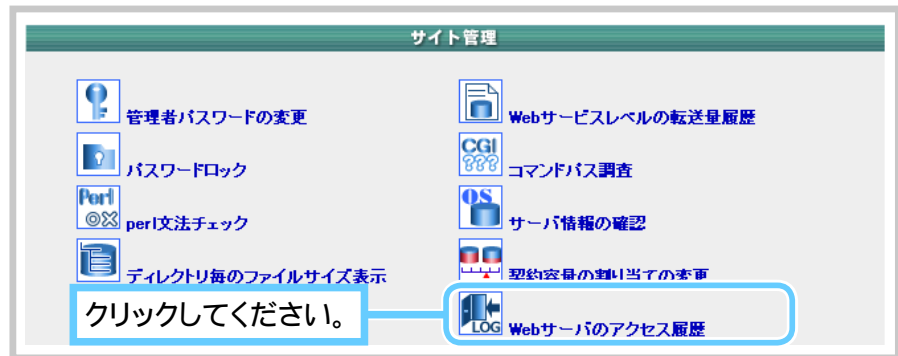 サイト管理
管理者パスワードの変更
Webサービスレベルの転送量履歴
パスワードロック
CGI
???
コマンドパス調査
Perl
perl文法チェック
OS
サーバ情報の確認
ディレクトリ毎のファイルサイズ表示
契約容量の割り当ての変更
クリックしてください。
LOG
Webサーバのアクセス履歴